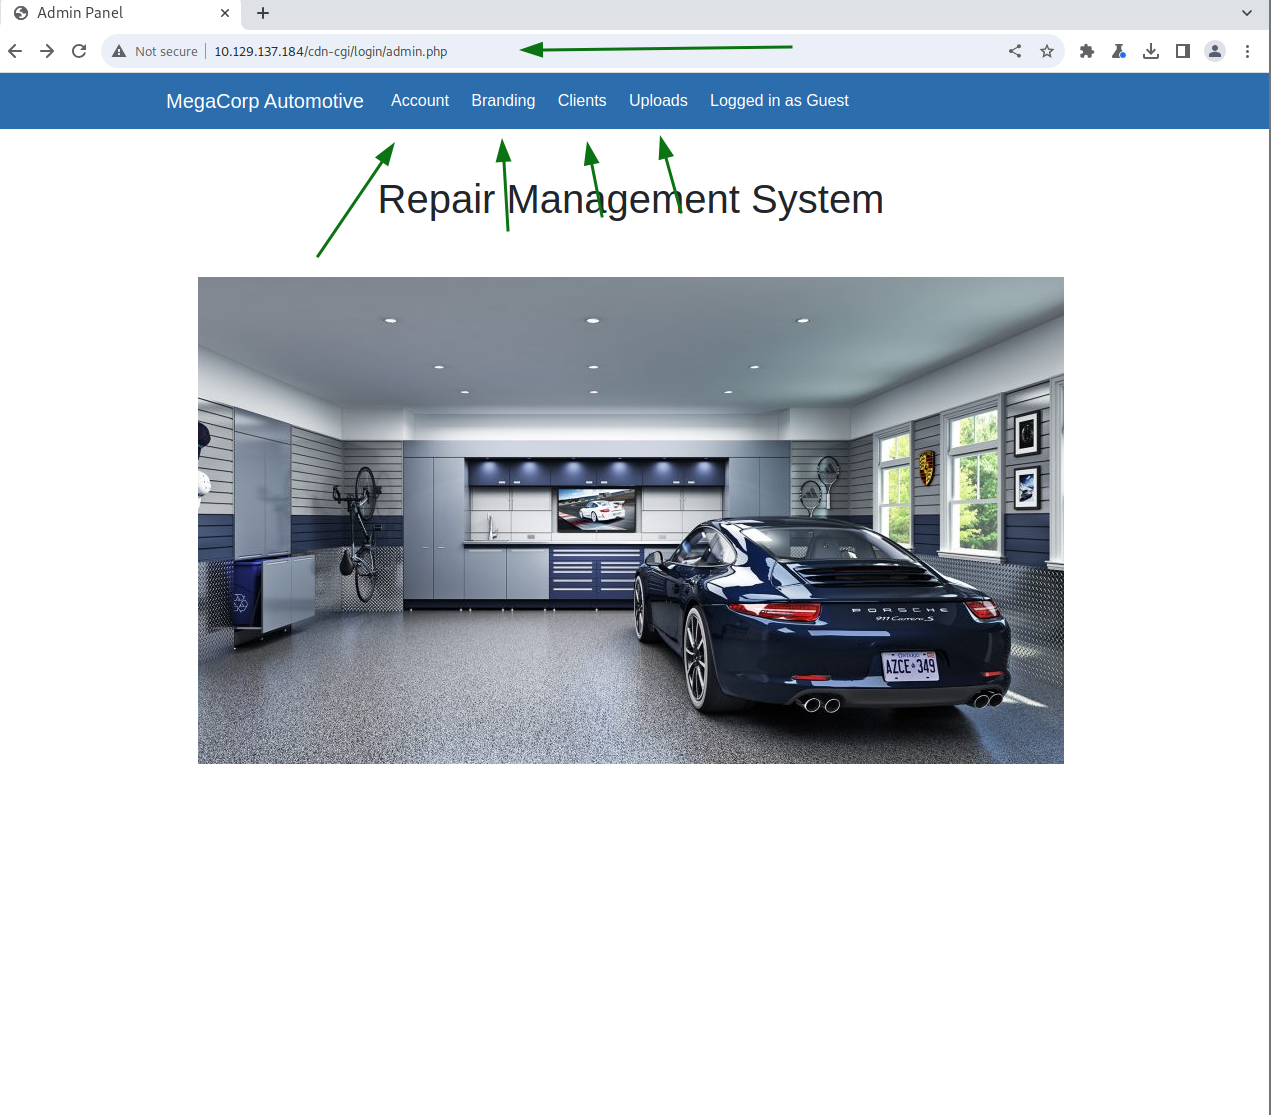 Admin Panel
Not secure
10.129.137.184/cdn-cgi/login/admin.php
MegaCorp Automotive
Account
Branding
Clients
Uploads
Logged in as Guest
Repair Management System
PORSCHE
911 Carrera S
ONTARIO
AZCE 349